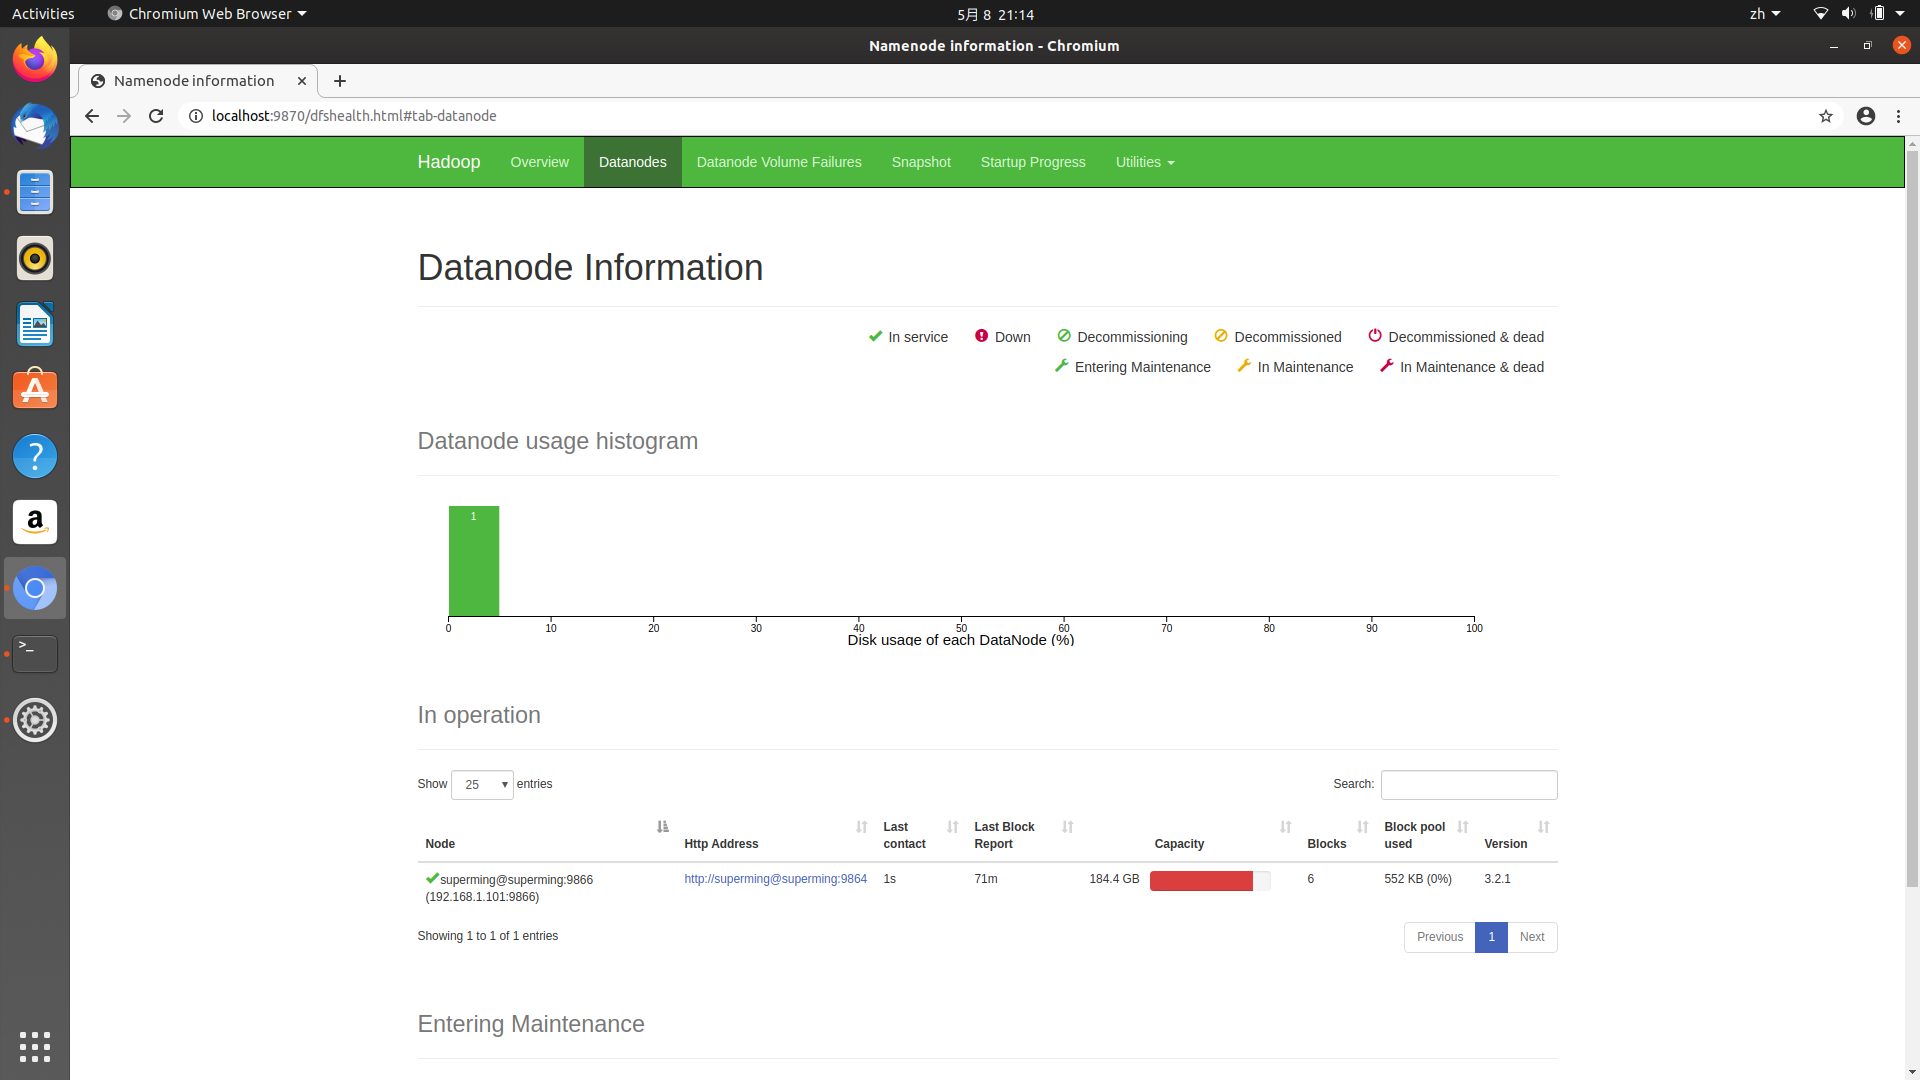 Activities
Chromium Web Browser
5月 8 21:14
zh
Namenode information - Chromium
Namenode information
localhost:9870/dfshealth.html#tab-datanode
Hadoop
Overview
Datanodes
Datanode Volume Failures
Snapshot
Startup Progress
Utilities
Datanode Information
In service
Down
Decommissioning
Decommissioned
Decommissioned & dead
Entering Maintenance
In Maintenance
In Maintenance & dead
Datanode usage histogram
1
0 10 20 30 40 50 60 70 80 90 100
Disk usage of each DataNode (%)
In operation
Show 25 entries
Search:
Node
Http Address
Last contact
Last Block Report
Capacity
Blocks
Block pool used
Version
superming@superming:9866
(192.168.1.101:9866)
http://superming@superming:9864
1s
71m
184.4 GB
6
552 KB (0%)
3.2.1
Showing 1 to 1 of 1 entries
Previous
1
Next
Entering Maintenance